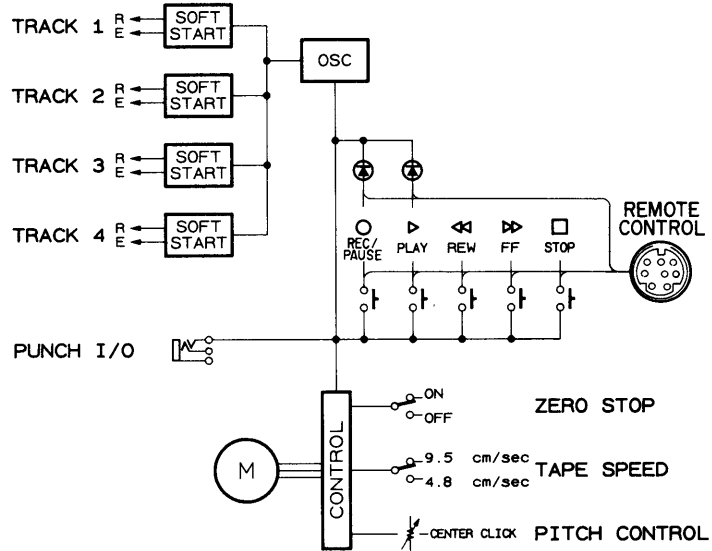 TRACK 1 R E
SOFT START
OSC
TRACK 2 R E
SOFT START
TRACK 3 R E
SOFT START
TRACK 4 R E
SOFT START
REMOTE
CONTROL
REC/
PAUSE
PLAY
REW
FF
STOP
PUNCH I/O
CONTROL
M
ON
OFF
ZERO STOP
9.5 cm/sec
4.8 cm/sec
TAPE SPEED
CENTER CLICK
PITCH CONTROL